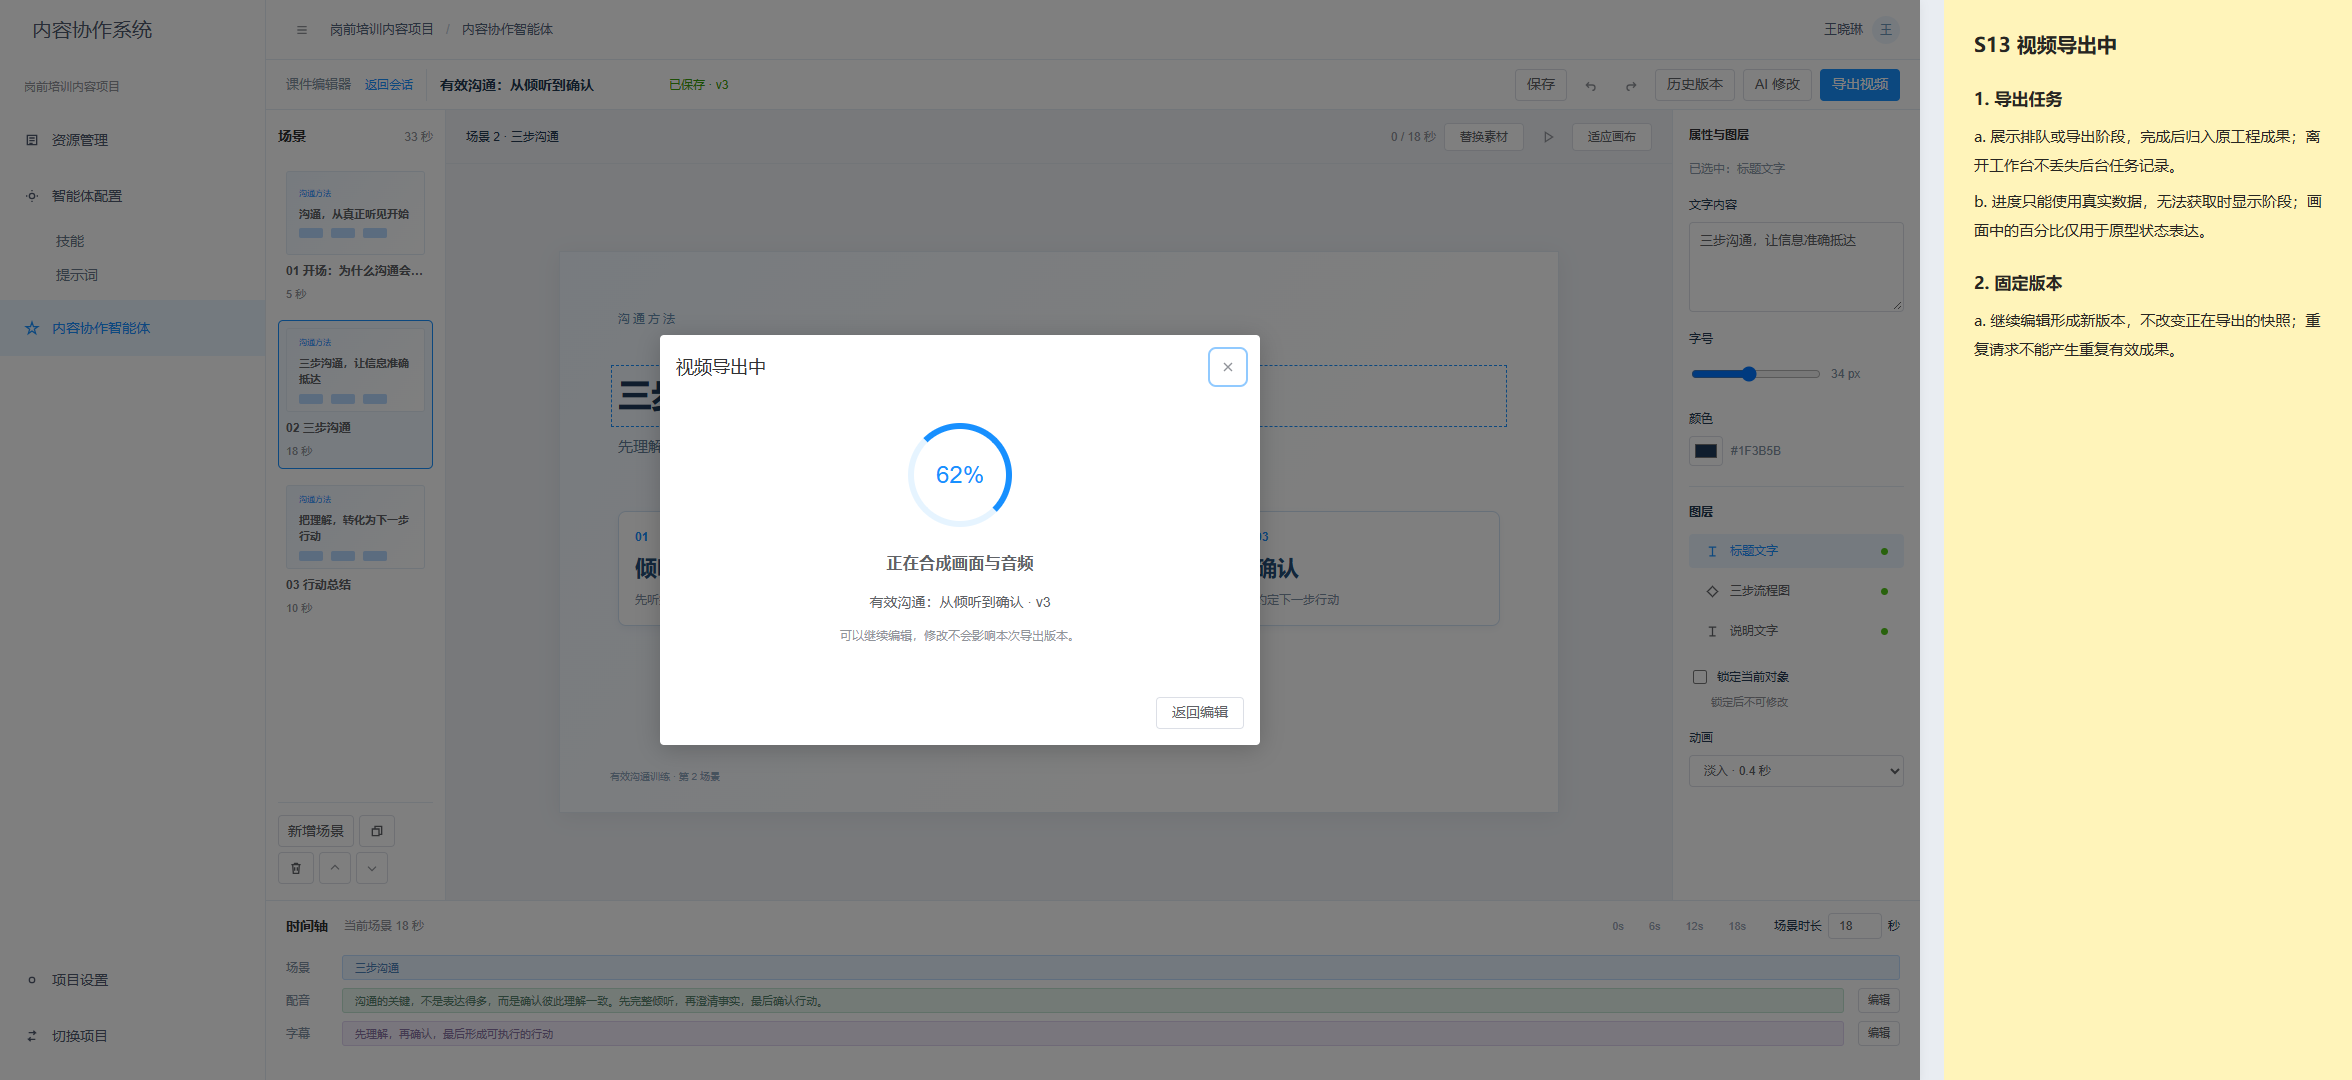 内容协作系统
岗前培训内容项目
资源管理
智能体配置
技能
提示词
内容协作智能体
项目设置
切换项目
岗前培训内容项目 / 内容协作智能体
王晓琳 王
课件编辑器 返回会话 有效沟通：从倾听到确认 已保存 · v3
保存 历史版本 AI 修改 导出视频
场景 33 秒
沟通方法
沟通，从真正听见开始
01 开场：为什么沟通会...
5 秒
沟通方法
三步沟通，让信息准确
抵达
02 三步沟通
18 秒
沟通方法
把理解，转化为下一步
行动
03 行动总结
10 秒
新增场景
场景 2 · 三步沟通 0 / 18 秒 替换素材 适应画布
沟通方法
先理解
01
先听
确认
定下一步行动
有效沟通训练 · 第 2 场景
视频导出中
62%
正在合成画面与音频
有效沟通：从倾听到确认 · v3
可以继续编辑，修改不会影响本次导出版本。
返回编辑
属性与图层
已选中：标题文字
文字内容
三步沟通，让信息准确抵达
字号
34 px
颜色
#1F3B5B
图层
标题文字
三步流程图
说明文字
锁定当前对象
锁定后不可修改
动画
淡入 · 0.4 秒
时间轴 当前场景 18 秒 0s 6s 12s 18s 场景时长 18 秒
场景 三步沟通
配音 沟通的关键，不是表达得多，而是确认彼此理解一致。先完整倾听，再澄清事实，最后确认行动。 编辑
字幕 先理解，再确认，最后形成可执行的行动 编辑
S13 视频导出中
1. 导出任务
a. 展示排队或导出阶段，完成后归入原工程成果；离
开工作台不丢失后台任务记录。
b. 进度只能使用真实数据，无法获取时显示阶段；画
面中的百分比仅用于原型状态表达。
2. 固定版本
a. 继续编辑形成新版本，不改变正在导出的快照；重
复请求不能产生重复有效成果。